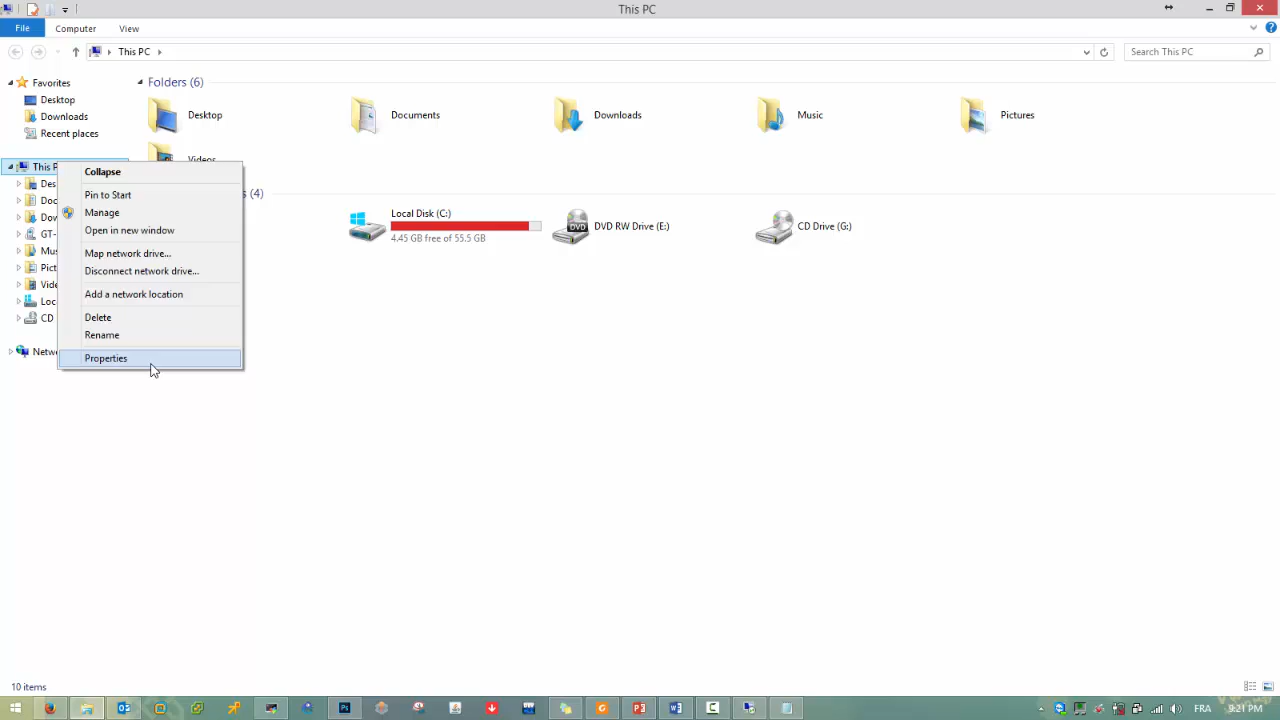 This PC
File
Computer
View
This PC
Search This PC
Favorites
Desktop
Downloads
Recent places
This P
Des
Doc
Dow
GT-
Mus
Pict
Vide
Loc
CD
Netwo
Folders (6)
Desktop
Documents
Downloads
Music
Pictures
Videos
s (4)
Local Disk (C:)
4.45 GB free of 55.5 GB
DVD
DVD RW Drive (E:)
CD Drive (G:)
Collapse
Pin to Start
Manage
Open in new window
Map network drive...
Disconnect network drive...
Add a network location
Delete
Rename
Properties
10 items
FRA
9:21 PM